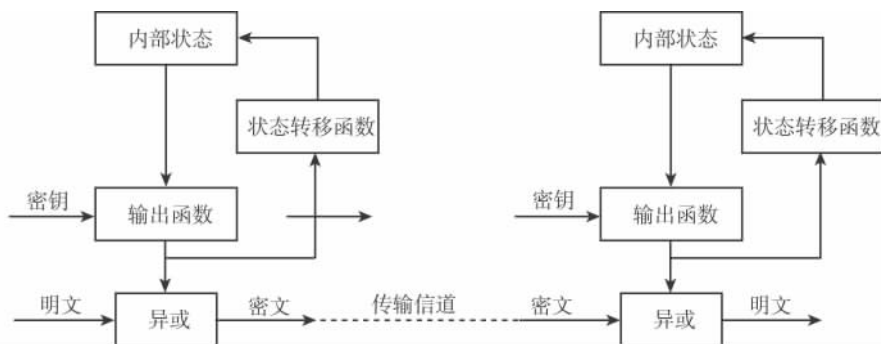 内部状态
内部状态
状态转移函数
状态转移函数
密钥
输出函数
密钥
输出函数
明文
异或
密文
传输信道
密文
异或
明文